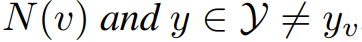 N(v) and y ∈ 𝒴 ≠ y_v